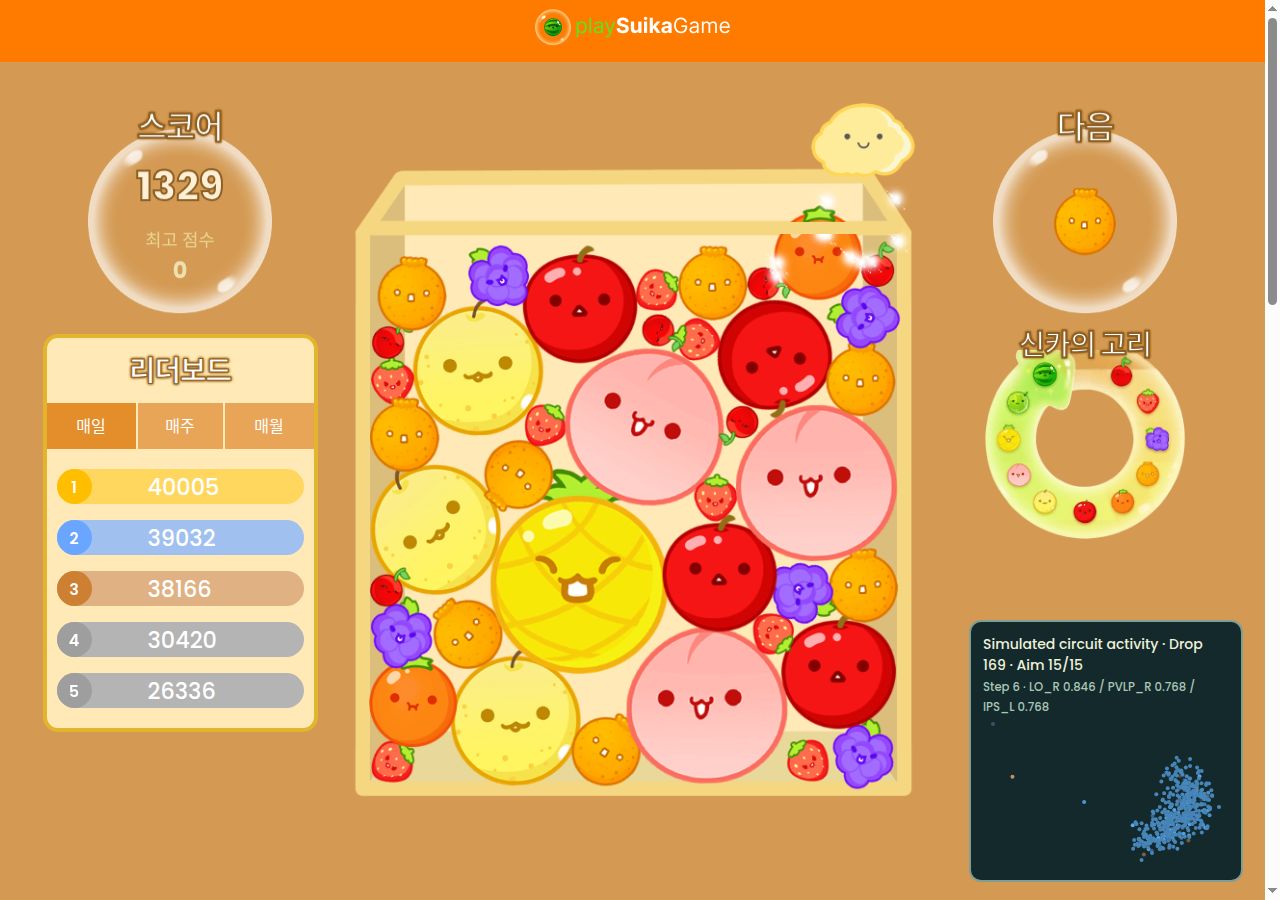 playSuikaGame
스코어
1329
최고 점수
0
리더보드
매일 매주 매월
1 40005
2 39032
3 38166
4 30420
5 26336
다음
신카의 고리
Simulated circuit activity · Drop
169 · Aim 15/15
Step 6 · LO_R 0.846 / PVLP_R 0.768 /
IPS_L 0.768